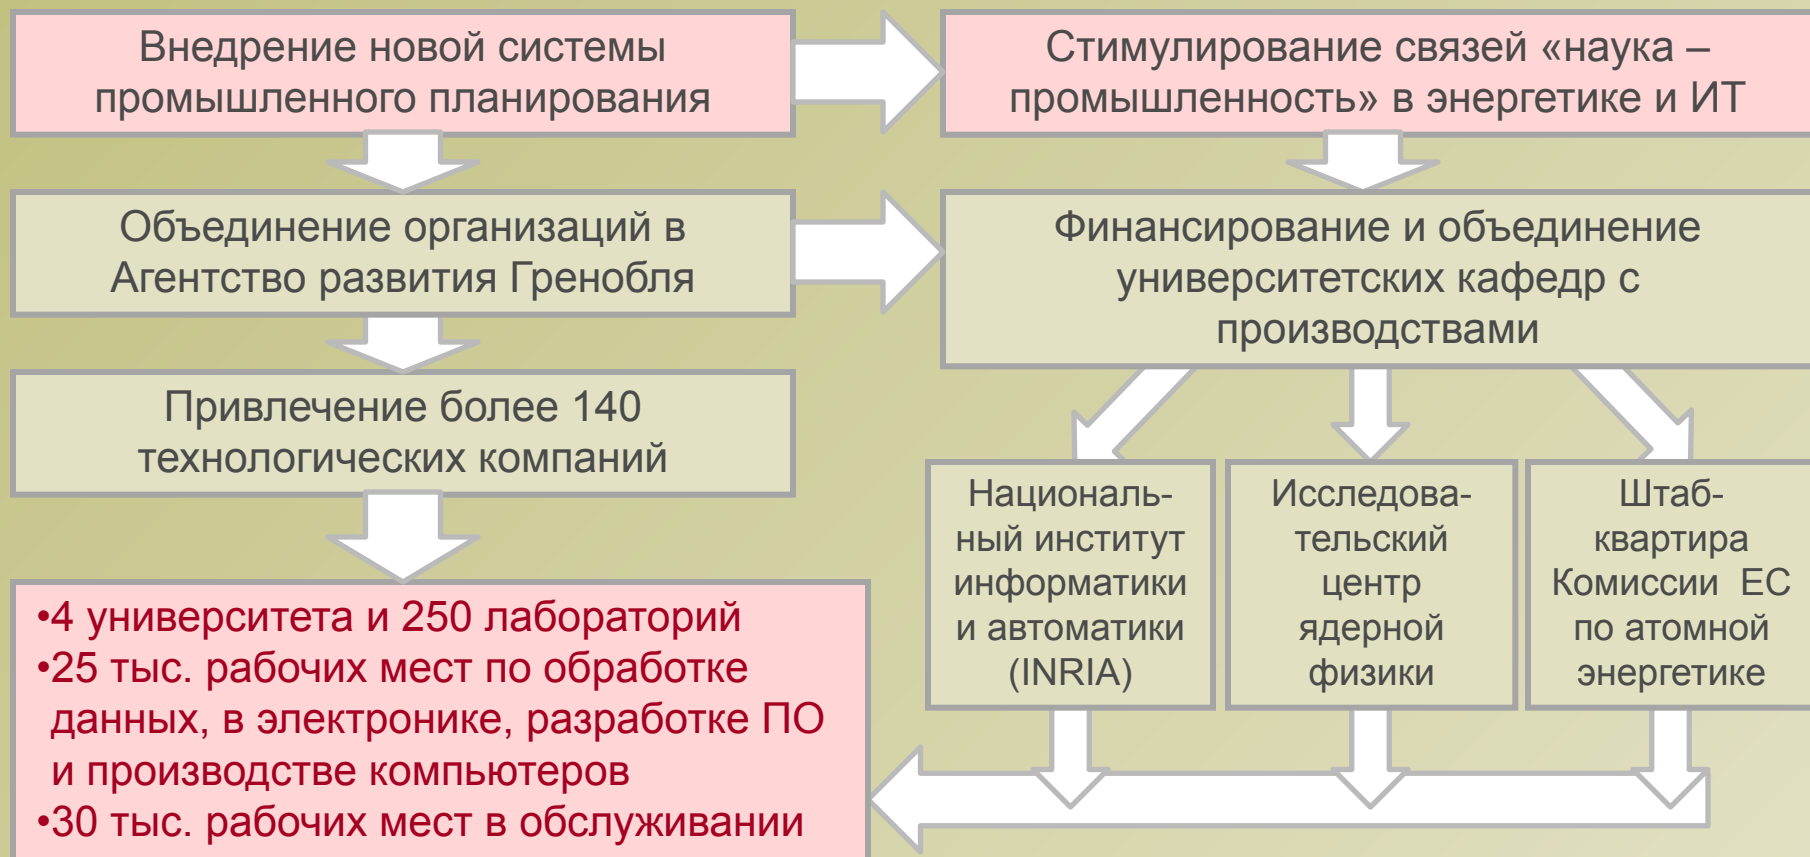 Внедрение новой системы
промышленного планирования
Стимулирование связей «наука –
промышленность» в энергетике и ИТ
Объединение организаций в
Агентство развития Гренобля
Финансирование и объединение
университетских кафедр с
производствами
Привлечение более 140
технологических компаний
Националь-
ный институт
информатики
и автоматики
(INRIA)
Исследова-
тельский
центр
ядерной
физики
Штаб-
квартира
Комиссии ЕС
по атомной
энергетике
•4 университета и 250 лабораторий
•25 тыс. рабочих мест по обработке
данных, в электронике, разработке ПО
и производстве компьютеров
•30 тыс. рабочих мест в обслуживании